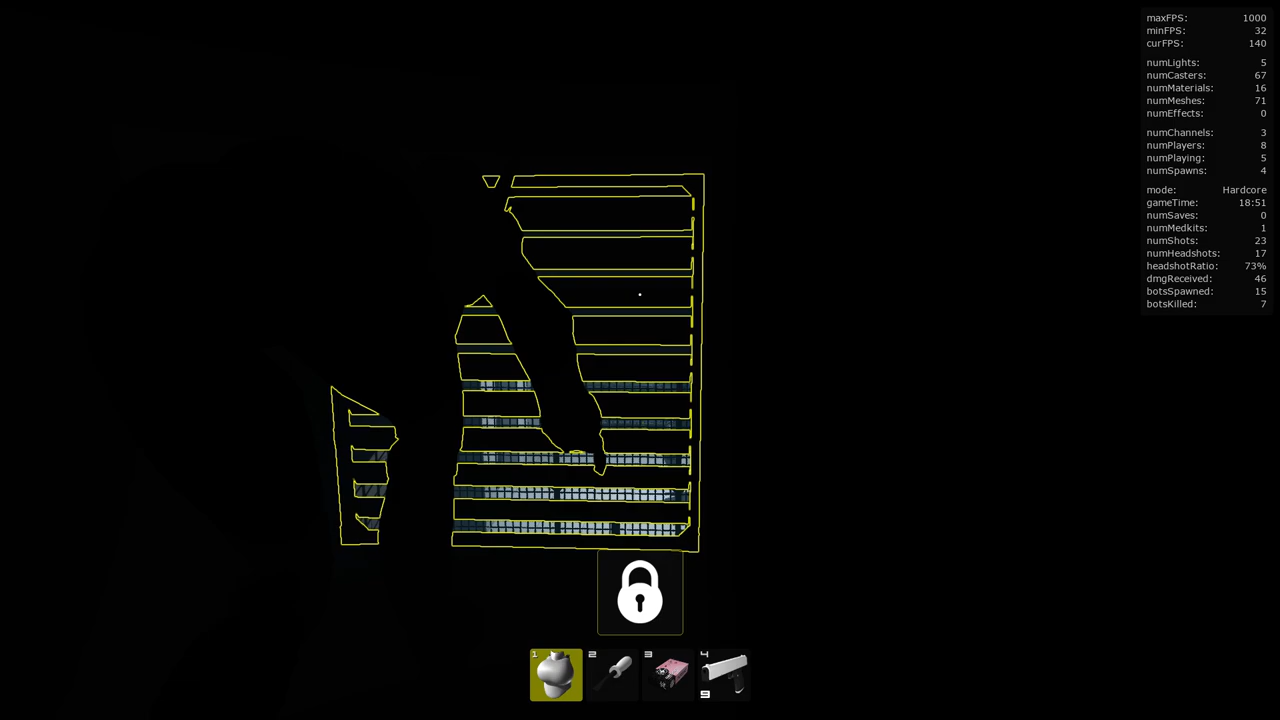 maxFPS: 1000
minFPS: 32
curFPS: 140
numLights: 5
numCasters: 67
numMaterials: 16
numMeshes: 71
numEffects: 0
numChannels: 3
numPlayers: 8
numPlaying: 5
numSpawns: 4
mode: Hardcore
gameTime: 18:51
numSaves: 0
numMedkits: 1
numShots: 23
numHeadshots: 17
headshotRatio: 73%
dmgReceived: 46
botsSpawned: 15
botsKilled: 7
1 2 3 4
9